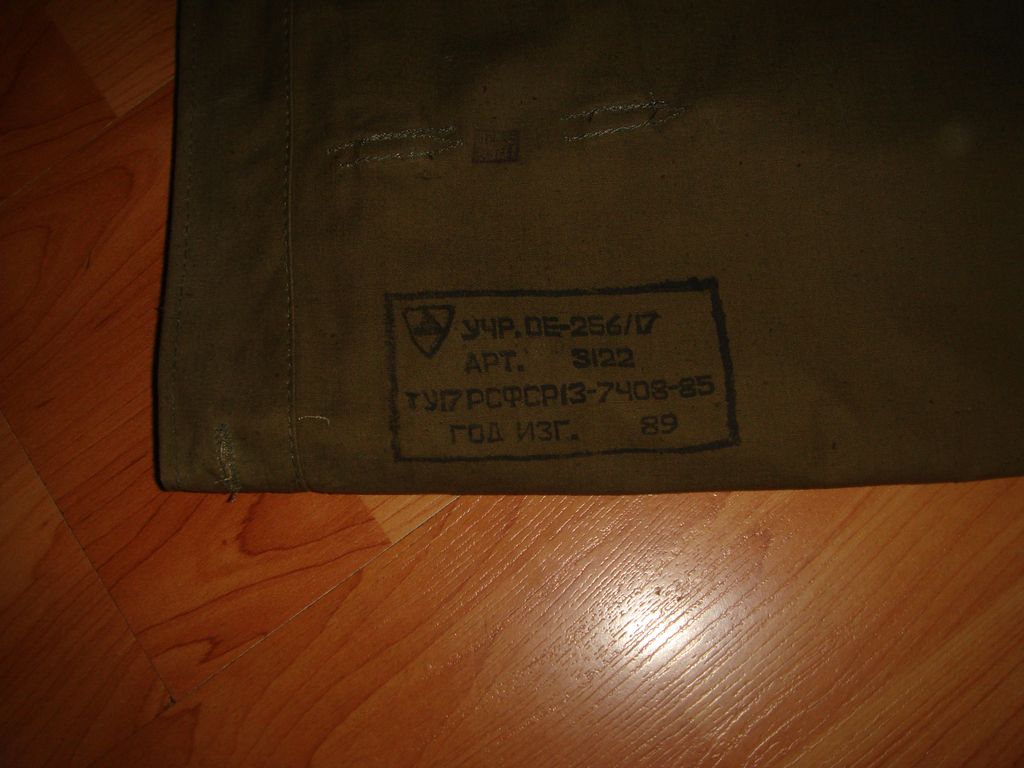 УЧР. ОЕ-256/17
АРТ. 3122
ТУ17 РСФСР13-7408-85
ГОД ИЗГ. 89